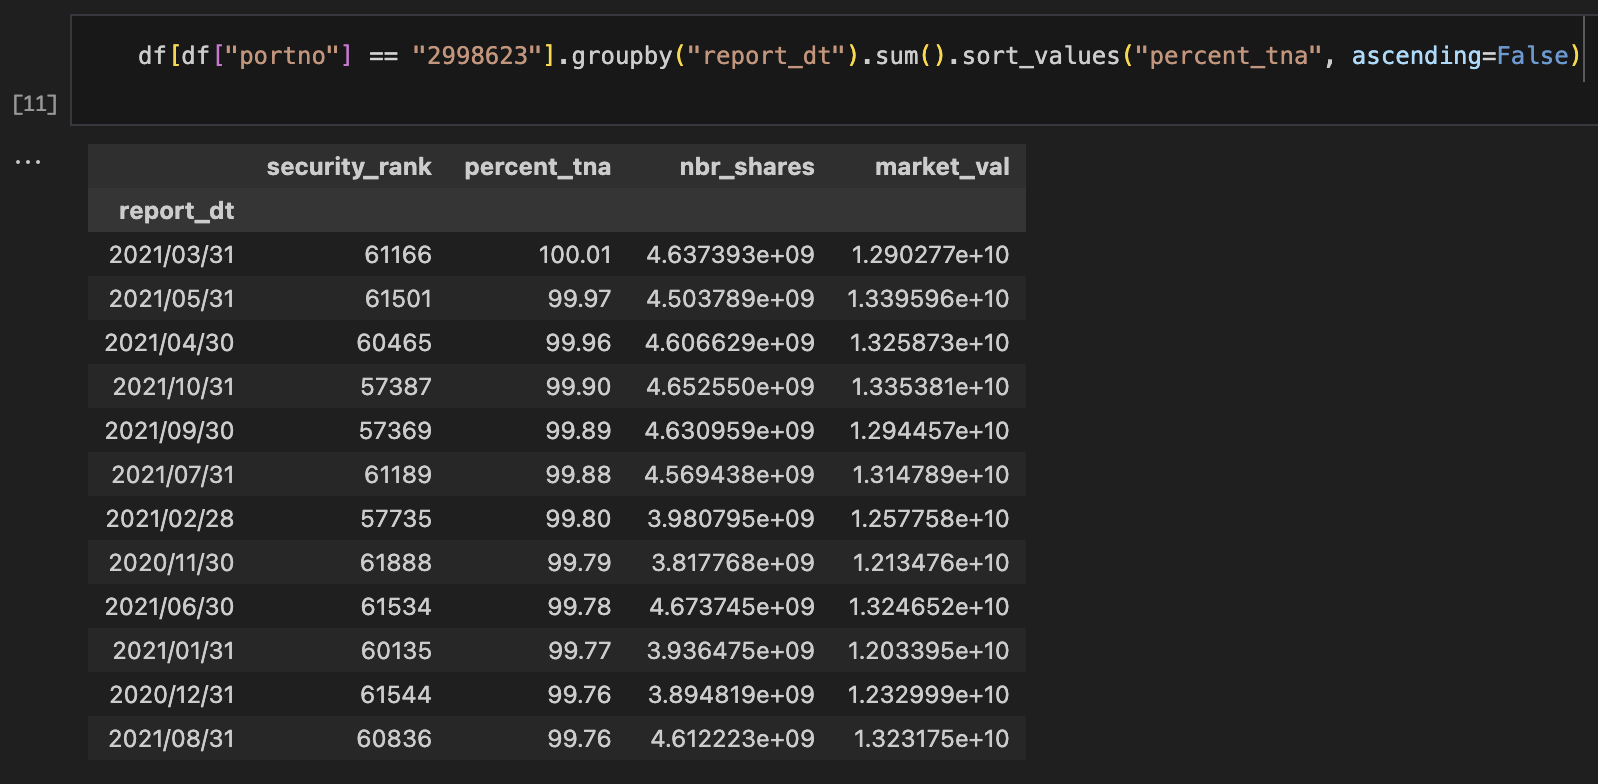 df[df["portno"] == "2998623"].groupby("report_dt").sum().sort_values("percent_tna", ascending=False)
[11]
...
security_rank percent_tna nbr_shares market_val
report_dt
2021/03/31 61166 100.01 4.637393e+09 1.290277e+10
2021/05/31 61501 99.97 4.503789e+09 1.339596e+10
2021/04/30 60465 99.96 4.606629e+09 1.325873e+10
2021/10/31 57387 99.90 4.652550e+09 1.335381e+10
2021/09/30 57369 99.89 4.630959e+09 1.294457e+10
2021/07/31 61189 99.88 4.569438e+09 1.314789e+10
2021/02/28 57735 99.80 3.980795e+09 1.257758e+10
2020/11/30 61888 99.79 3.817768e+09 1.213476e+10
2021/06/30 61534 99.78 4.673745e+09 1.324652e+10
2021/01/31 60135 99.77 3.936475e+09 1.203395e+10
2020/12/31 61544 99.76 3.894819e+09 1.232999e+10
2021/08/31 60836 99.76 4.612223e+09 1.323175e+10